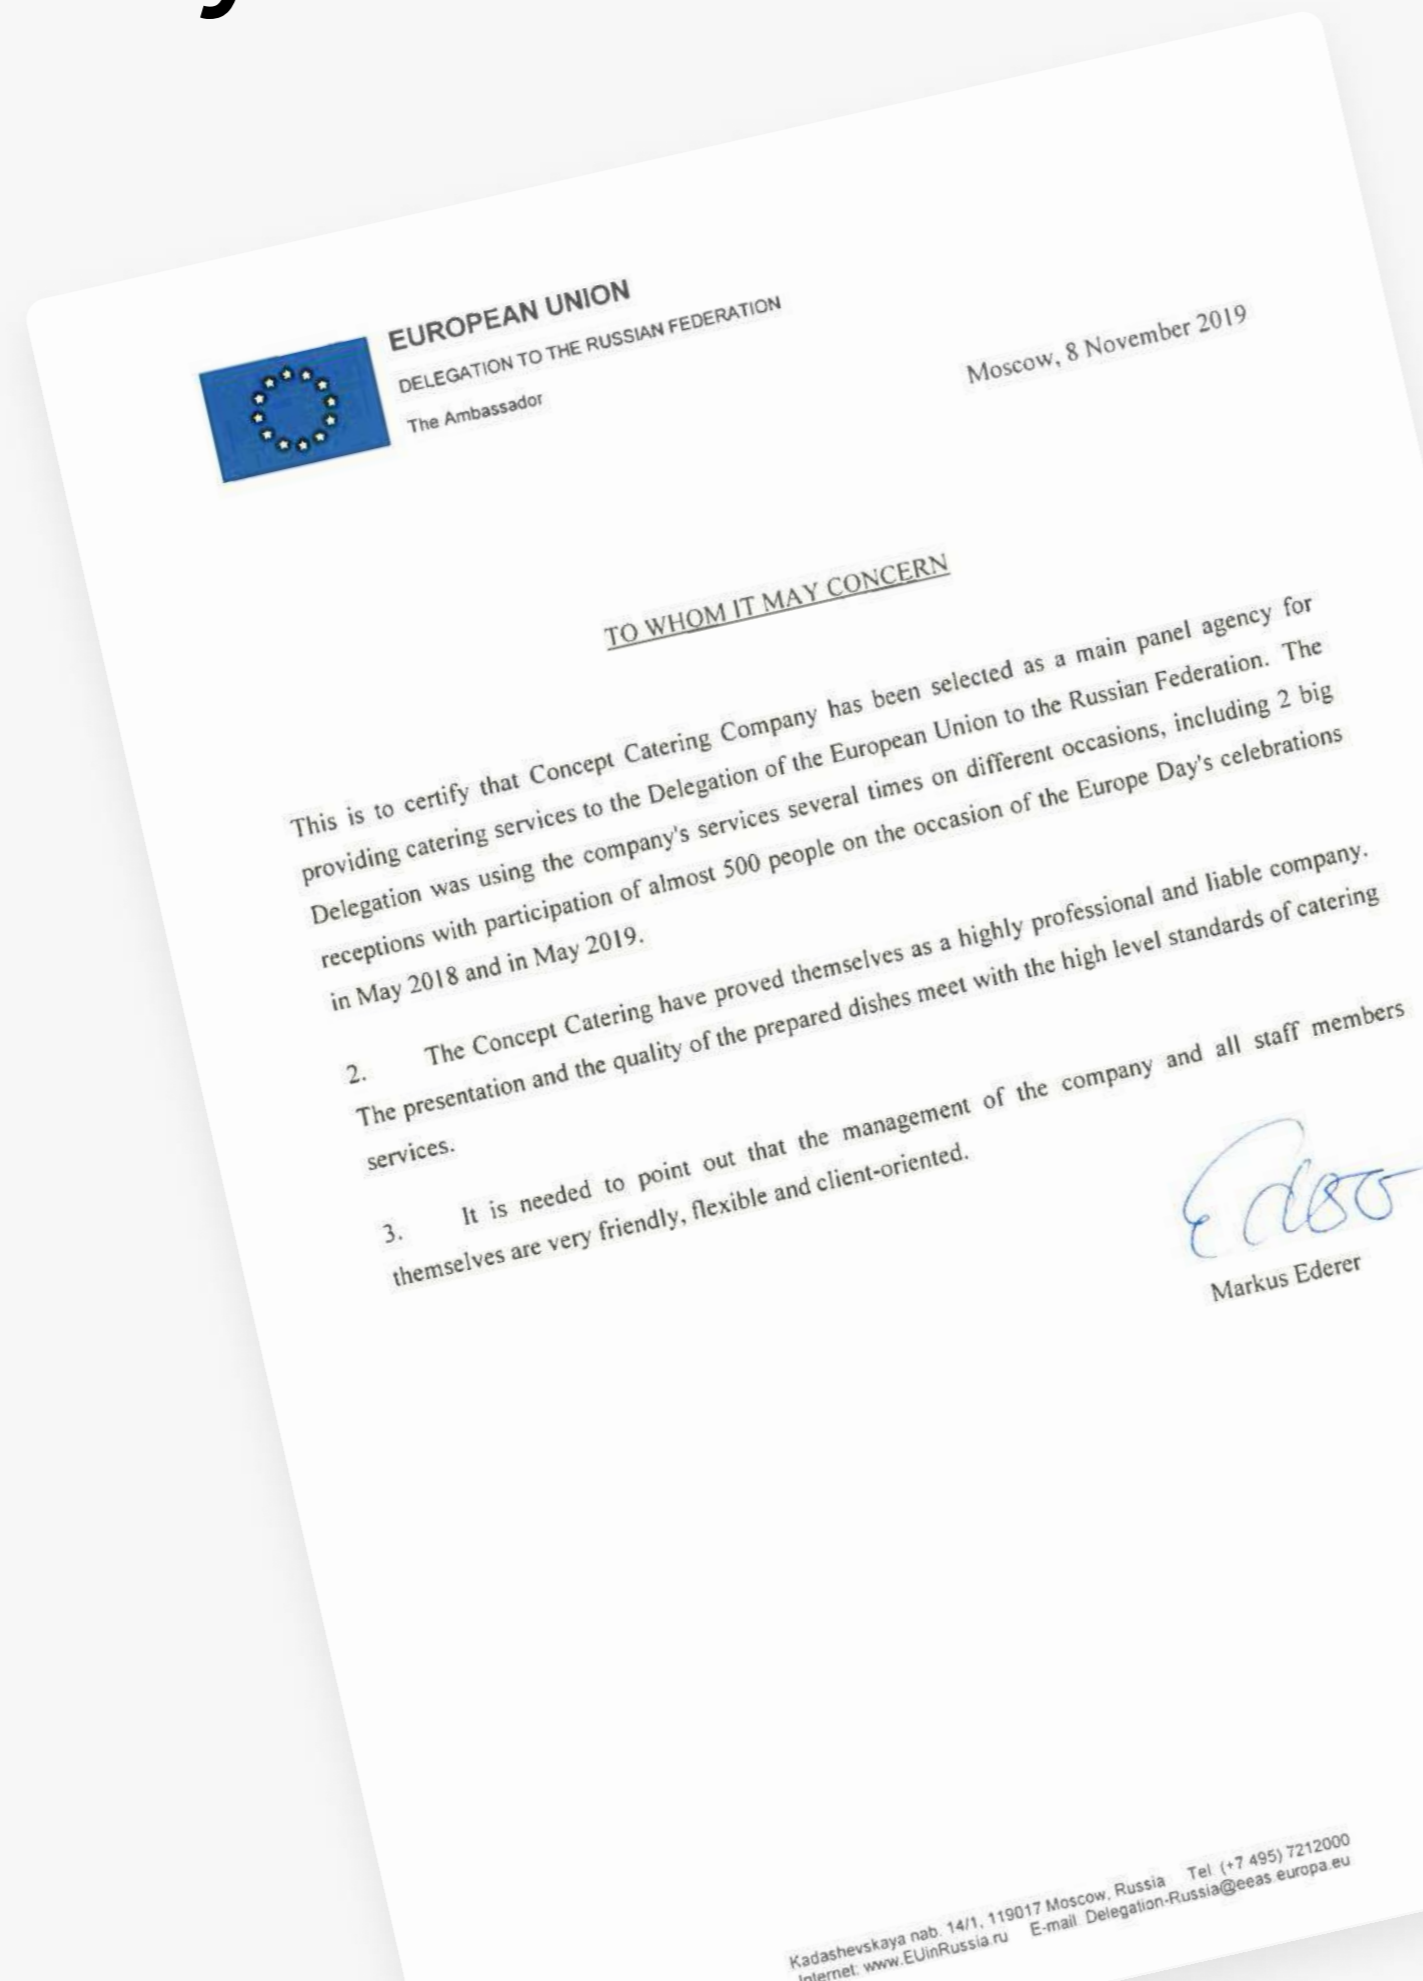 EUROPEAN UNION
DELEGATION TO THE RUSSIAN FEDERATION
The Ambassador
Moscow, 8 November 2019
TO WHOM IT MAY CONCERN
This is to certify that Concept Catering Company has been selected as a main panel agency for
providing catering services to the Delegation of the European Union to the Russian Federation. The
Delegation was using the company's services several times on different occasions, including 2 big
receptions with participation of almost 500 people on the occasion of the Europe Day's celebrations
in May 2018 and in May 2019.
2. The Concept Catering have proved themselves as a highly professional and liable company.
The presentation and the quality of the prepared dishes meet with the high level standards of catering
services.
3. It is needed to point out that the management of the company and all staff members
themselves are very friendly, flexible and client-oriented.
Markus Ederer
Kadashevskaya nab. 14/1, 119017 Moscow, Russia Tel: (+7 495) 7212000
Internet: www.EUinRussia.ru E-mail: Delegation-Russia@eeas.europa.eu